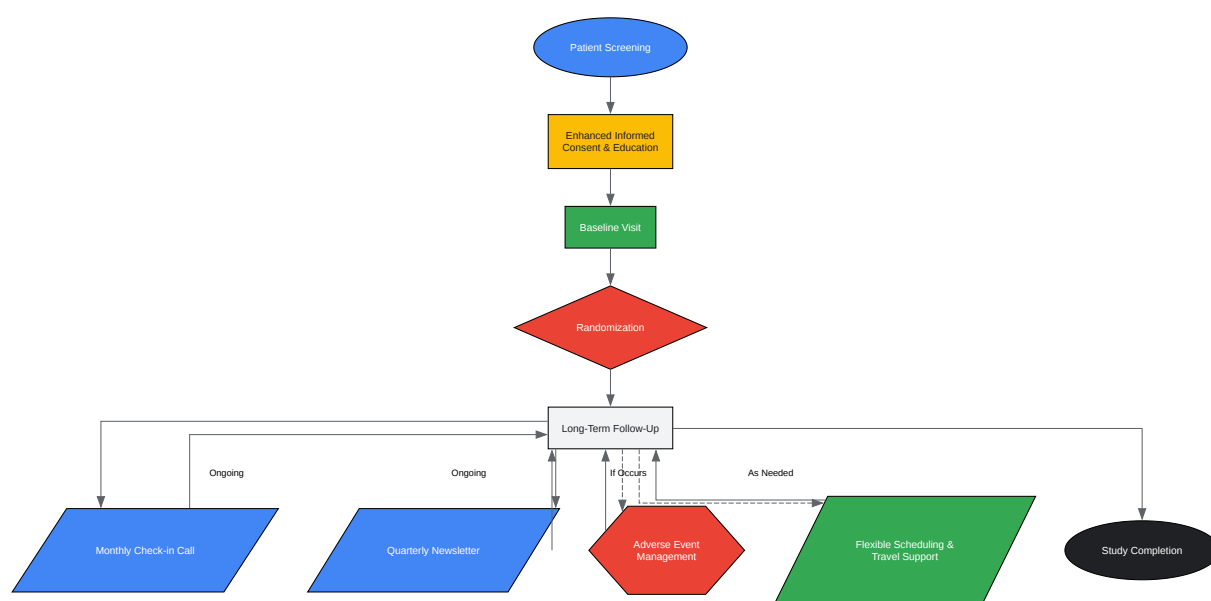 Patient Screening
Enhanced Informed
Consent & Education
Baseline Visit
Randomization
Long-Term Follow-Up
Ongoing
Ongoing
If Occurs
As Needed
Monthly Check-in Call
Quarterly Newsletter
Adverse Event
Management
Flexible Scheduling &
Travel Support
Study Completion